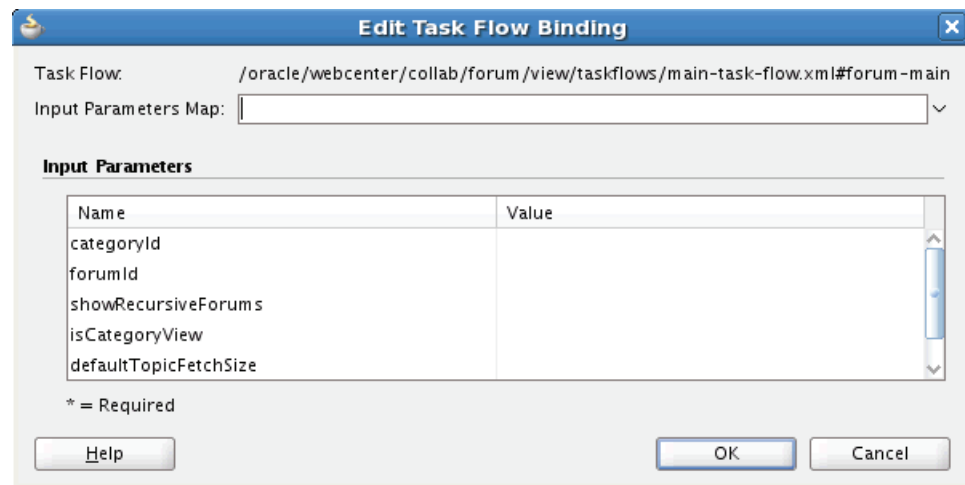 Edit Task Flow Binding
Task Flow: /oracle/webcenter/collab/forum/view/taskflows/main-task-flow.xml#forum-main
Input Parameters Map:
Input Parameters
Name Value
categoryId
forumId
showRecursiveForums
isCategoryView
defaultTopicFetchSize
* = Required
Help OK Cancel